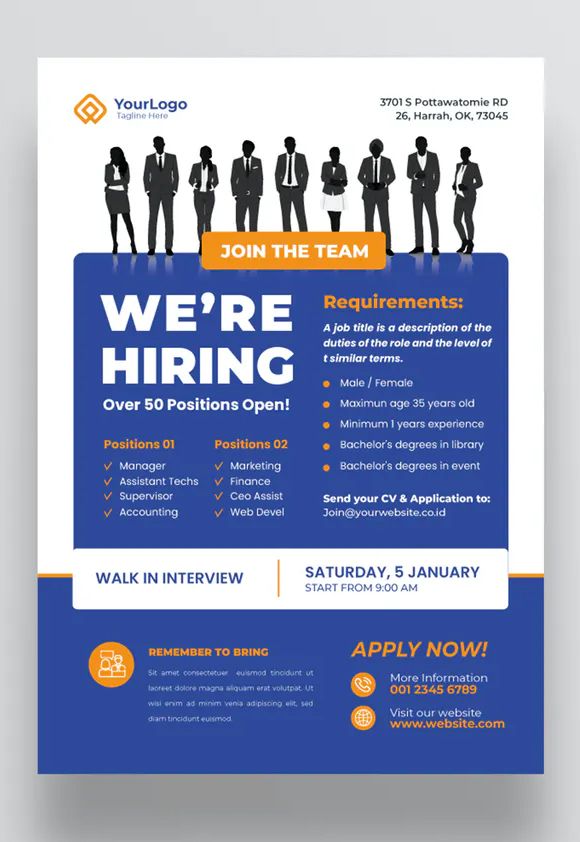 YourLogo
Tagline Here
3701 S Pottawatomie RD
26, Harrah, OK, 73045
JOIN THE TEAM
WE'RE
HIRING
Over 50 Positions Open!
Positions 01
Manager
Assistant Techs
Supervisor
Accounting
Positions 02
Marketing
Finance
Ceo Assist
Web Devel
Requirements:
A job title is a description of the
duties of the role and the level of
t similar terms.
Male / Female
Maximun age 35 years old
Minimum 1 years experience
Bachelor's degrees in library
Bachelor's degrees in event
Send your CV & Application to:
Join@yourwebsite.co.id
WALK IN INTERVIEW
SATURDAY, 5 JANUARY
START FROM 9:00 AM
REMEMBER TO BRING
Sit amet consectetuer euismod tincidunt ut
laoreet dolore magna aliquam erat volutpat. Ut
wisi enim ad minim venia adipiscing elit, sed
diam tincidunt euismod.
APPLY NOW!
More Information
001 2345 6789
Visit our website
www.website.com